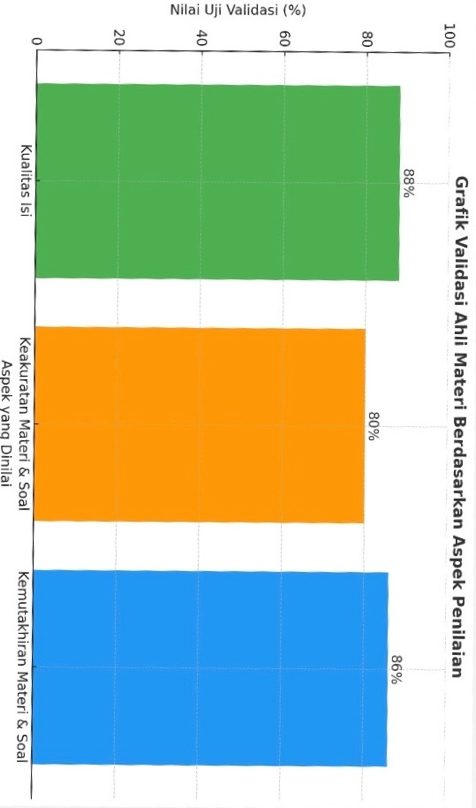 Grafik Validasi Ahli Materi Berdasarkan Aspek Penilaian
Nilai Uji Validasi (%)
100
80
60
40
20
0
88%
80%
86%
Kualitas Isi
Keakuratan Materi & Soal
Kemutakhiran Materi & Soal
Aspek yang Dinilai